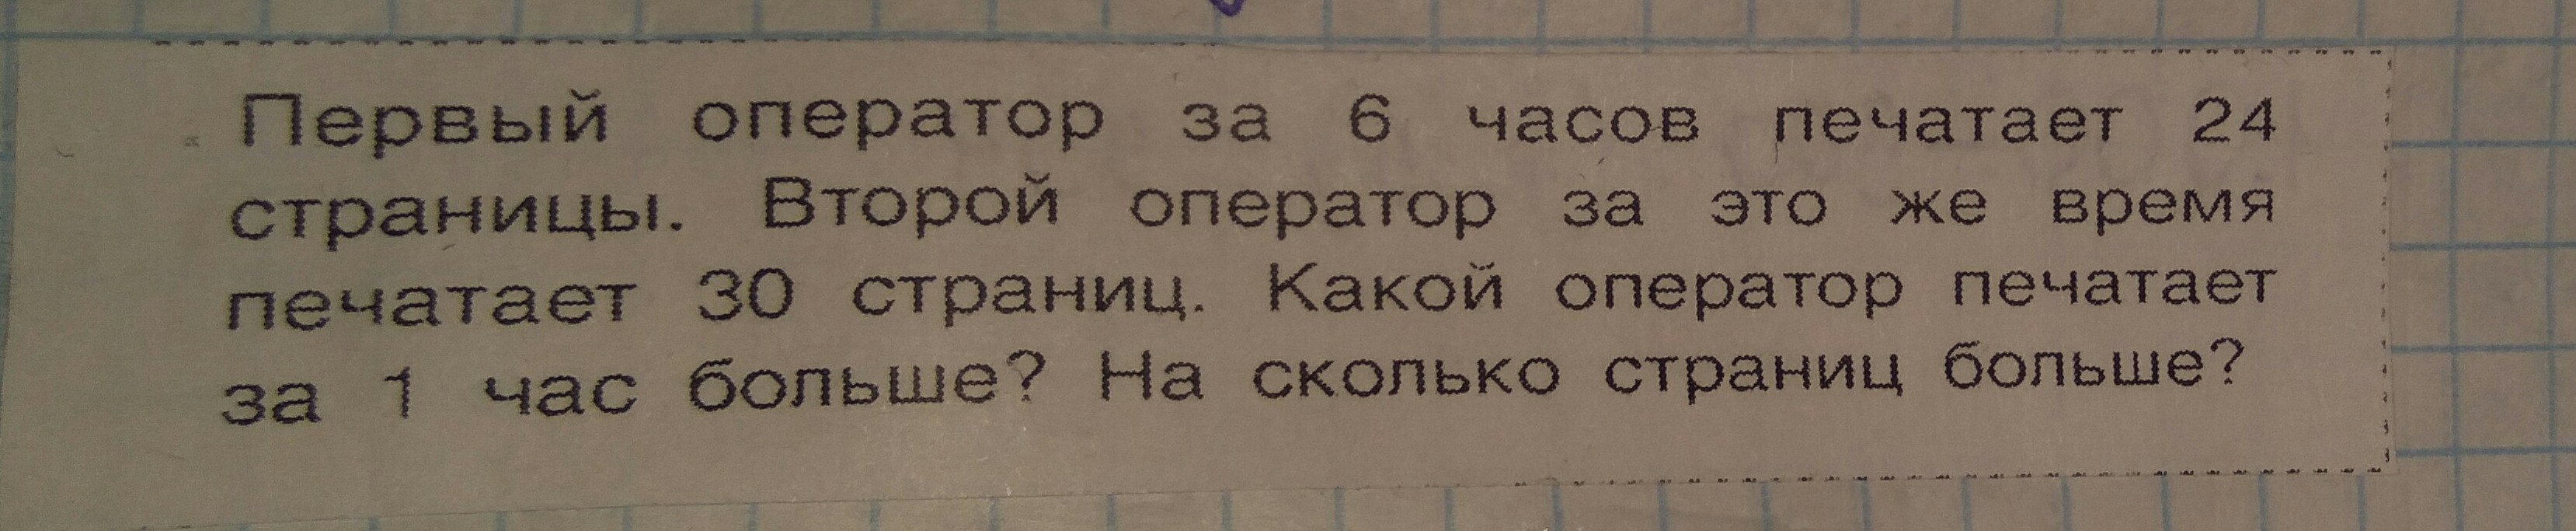 Первый оператор за 6 часов печатает 24
страницы. Второй оператор за это же время
печатает 30 страниц. Какой оператор печатает
за 1 час больше? На сколько страниц больше?